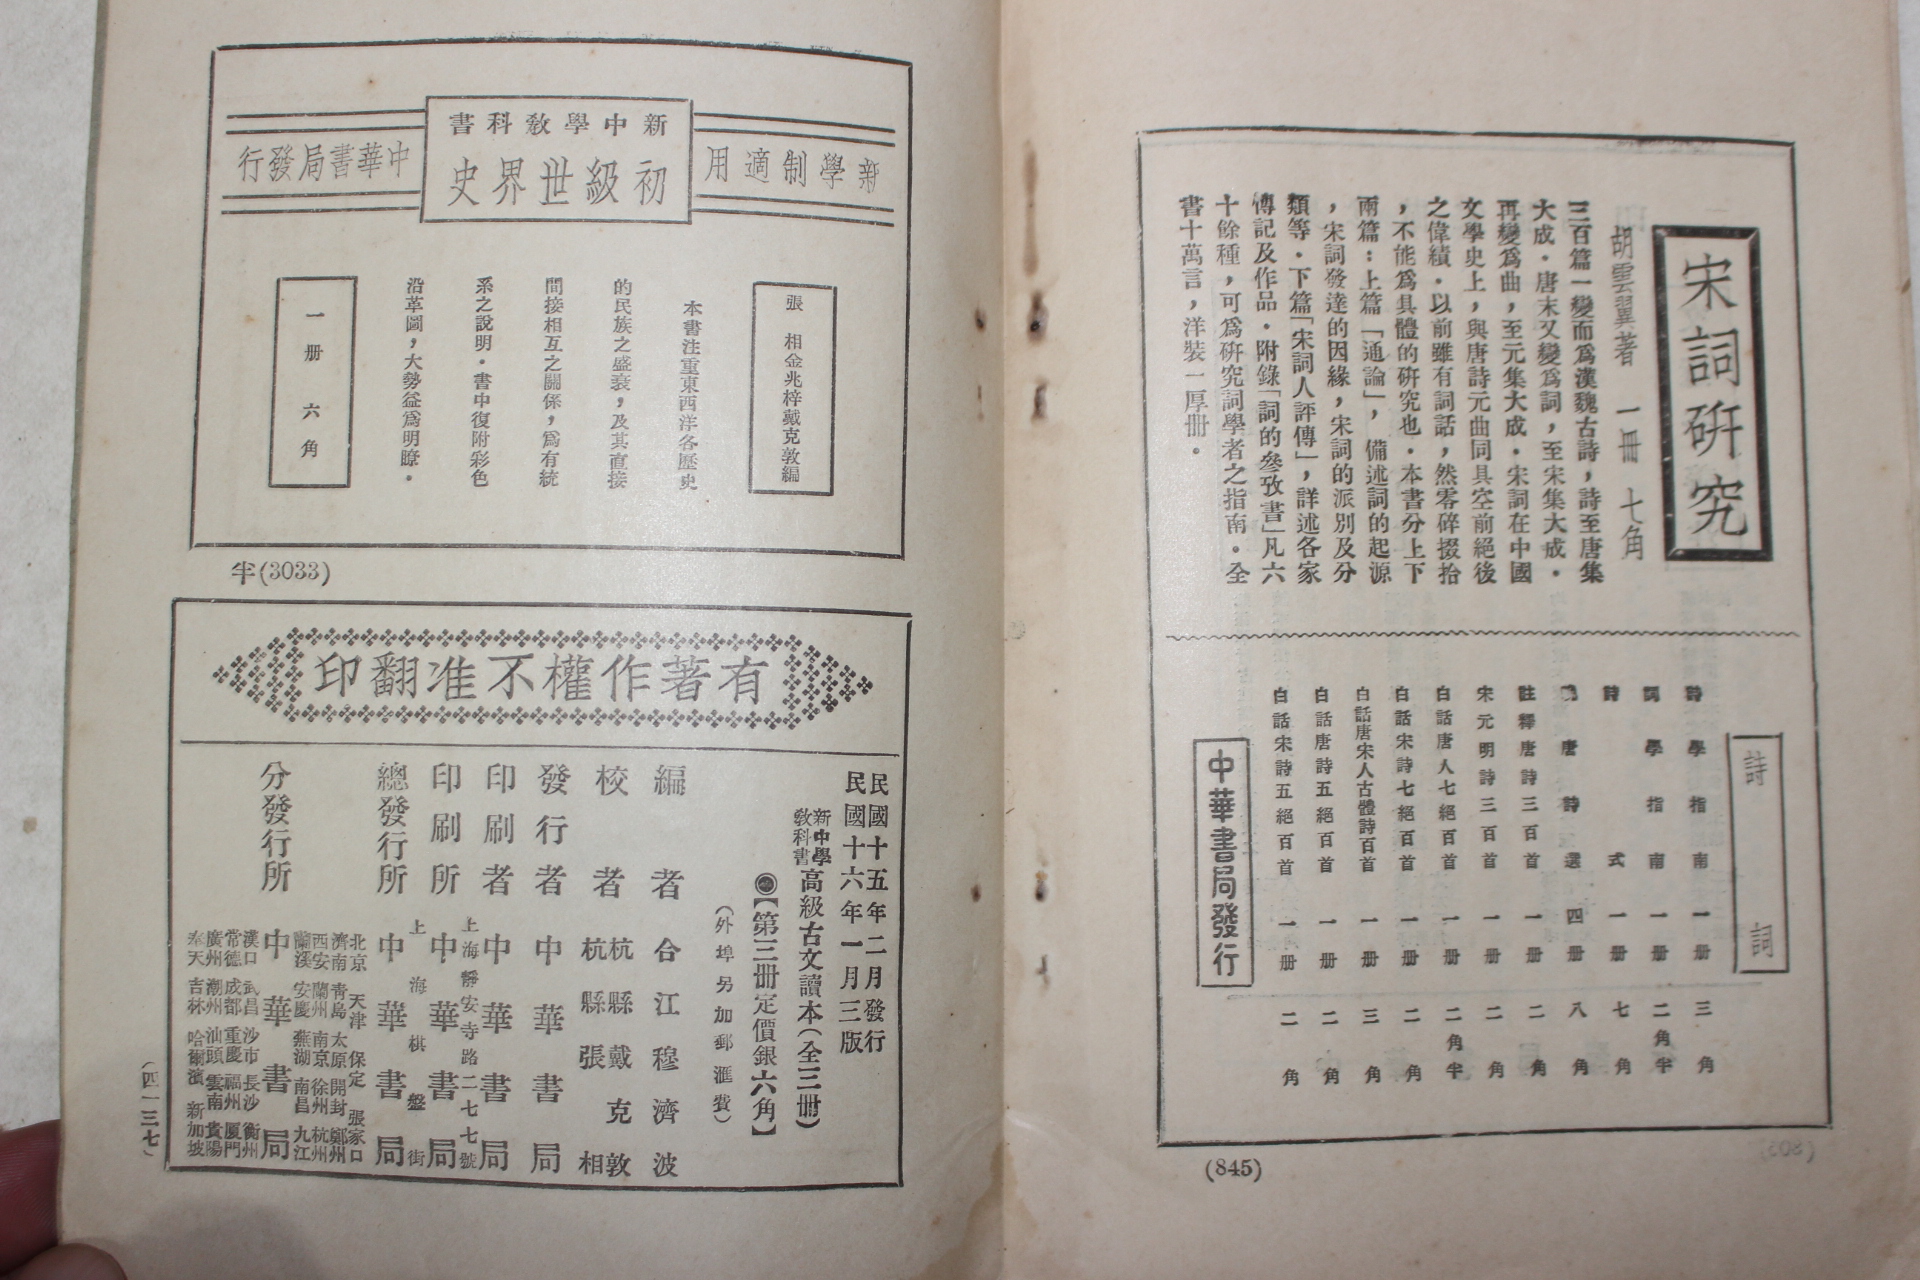 宋詞硏究
胡雲翼著　一冊　七角
三百篇一變而爲漢魏古詩，詩至唐集
大成．唐末又變爲詞，至宋集大成．
再變爲曲，至元集大成．宋詞在中國
文學史上，與唐詩元曲同具空前絕後
之偉績．以前雖有詞話，然零碎掇拾
，不能爲具體的硏究也．本書分上下
兩篇：上篇「通論」，備述詞的起源
，宋詞發達的因緣，宋詞的派別及分
類等．下篇「宋詞人評傳」，詳述各家
傳記及作品．附錄「詞的參攷書」凡六
十餘種，可爲硏究詞學者之指南．全
書十萬言，洋裝一厚册．
詩詞
詩學指南　一册　三角
詞學指南　一册　二角半
詩式　一册　七角
唐詩選　四册　八角
註釋唐詩三百首　一册　二角
宋元明詩三百首　一册　二角
白話唐人七絕百首　一册　二角半
白話宋詩七絕百首　一册　二角
白話唐宋人古體詩百首　一册　三角
白話唐詩五絕百首　一册　二角
白話宋詩五絕百首　一册　二角
中華書局發行
(845)
新中學敎科書
初級世界史
新學制適用
中華書局發行
張相金兆梓戴克敦編
本書注重東西洋各歷史
的民族之盛衰，及其直接
間接相互之關係，爲有統
系之說明．書中復附彩色
沿革圖，大勢益爲明瞭．
一册六角
半(3033)
有著作權不准翻印
民國十五年二月發行
民國十六年一月三版
新中學敎科書高級古文讀本（全三冊）
◉【第三冊定價銀六角】
（外埠另加郵滙費）
編者　合江穆濟波
校者　杭縣戴克敦
杭縣張相
發行者　中華書局
印刷者　中華書局
上海靜安寺路二七七號
印刷所　中華書局
上海棋盤街
總發行所　中華書局
分發行所　中華書局
北京　天津　保定　張家口
濟南　青島　太原　開封　鄭州
西安　蘭州　南京　徐州　杭州
蘭溪　安慶　蕪湖　南昌　九江
漢口　武昌　沙市　長沙　衡州
常德　成都　重慶　福州　厦門
廣州　潮州　汕頭　雲南　貴陽
奉天　吉林　哈爾濱　新加坡
（四一三七）